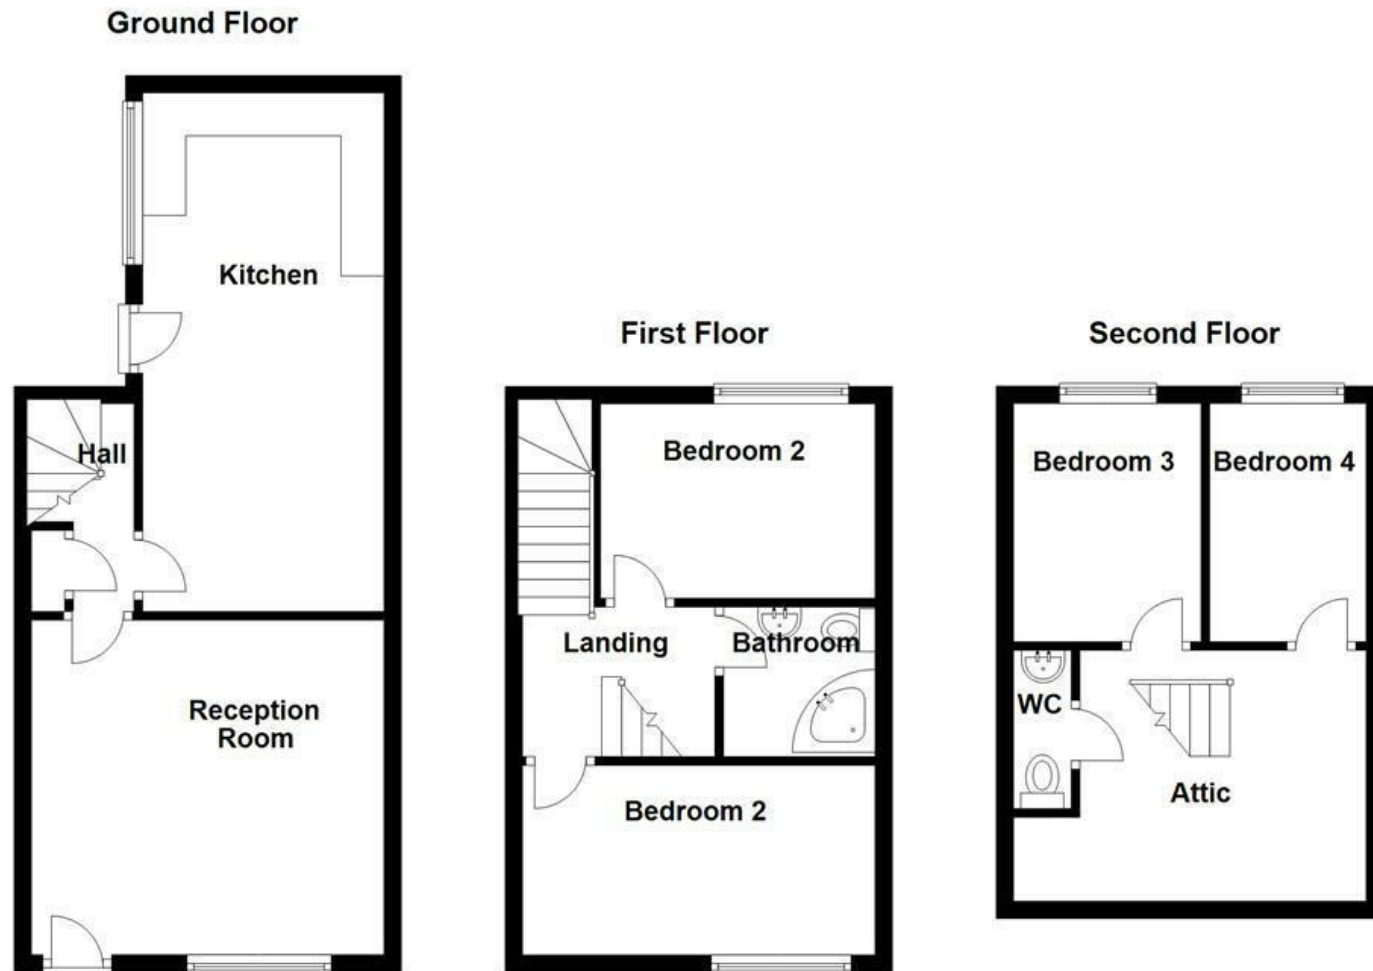 Ground Floor
Kitchen
Hall
Reception
Room
First Floor
Bedroom 2
Landing
Bathroom
Bedroom 2
Second Floor
Bedroom 3
Bedroom 4
WC
Attic